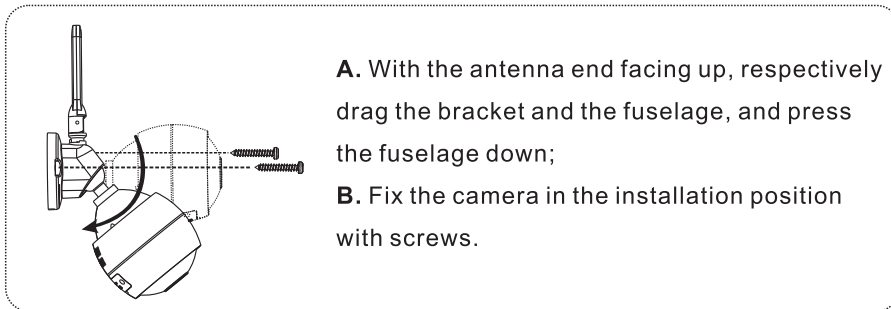 A. With the antenna end facing up, respectively
drag the bracket and the fuselage, and press
the fuselage down;
B. Fix the camera in the installation position
with screws.